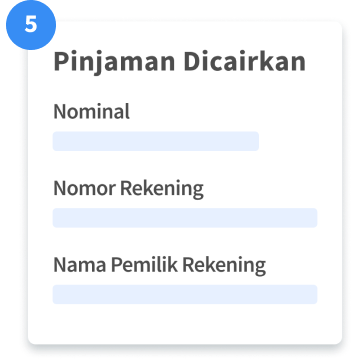 5
Pinjaman Dicairkan
Nominal
Nomor Rekening
Nama Pemilik Rekening